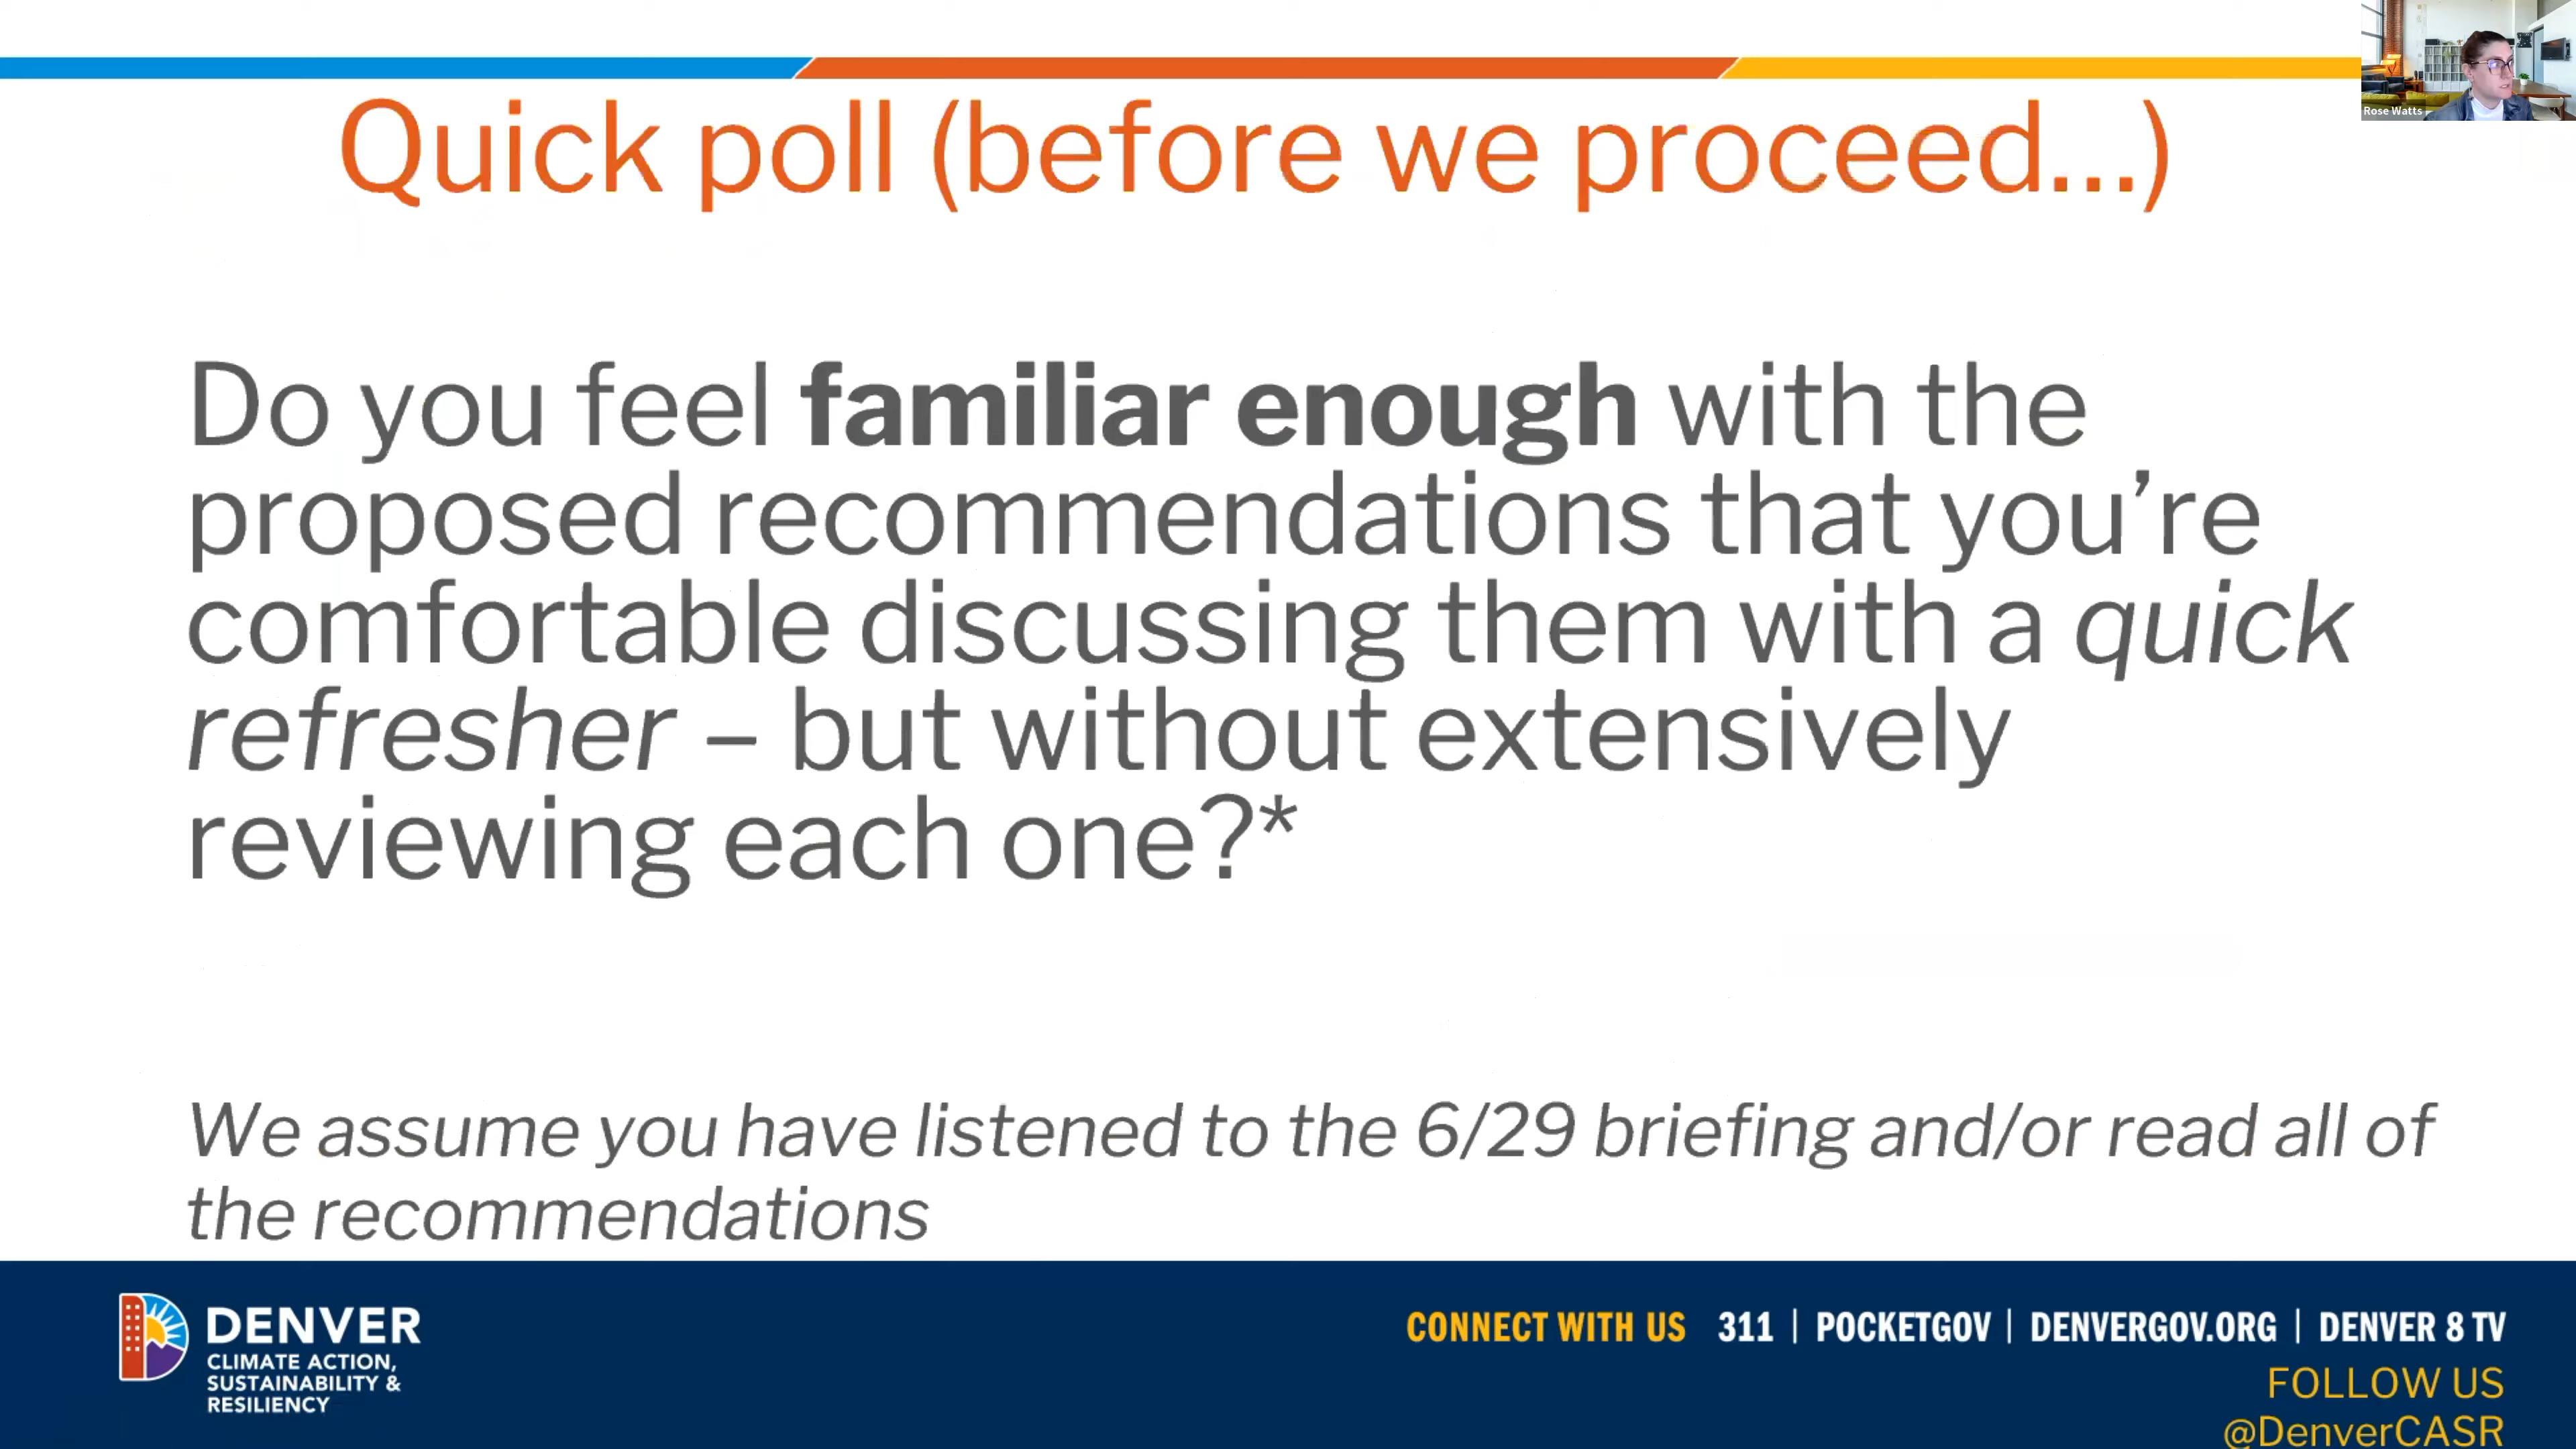 Rose Watts
Quick poll (before we proceed...)
Do you feel familiar enough with the
proposed recommendations that you’re
comfortable discussing them with a quick
refresher – but without extensively
reviewing each one?*
We assume you have listened to the 6/29 briefing and/or read all of
the recommendations
DENVER
CLIMATE ACTION,
SUSTAINABILITY &
RESILIENCY
CONNECT WITH US 311 | POCKETGOV | DENVERGOV.ORG | DENVER 8 TV
FOLLOW US
@DenverCASR